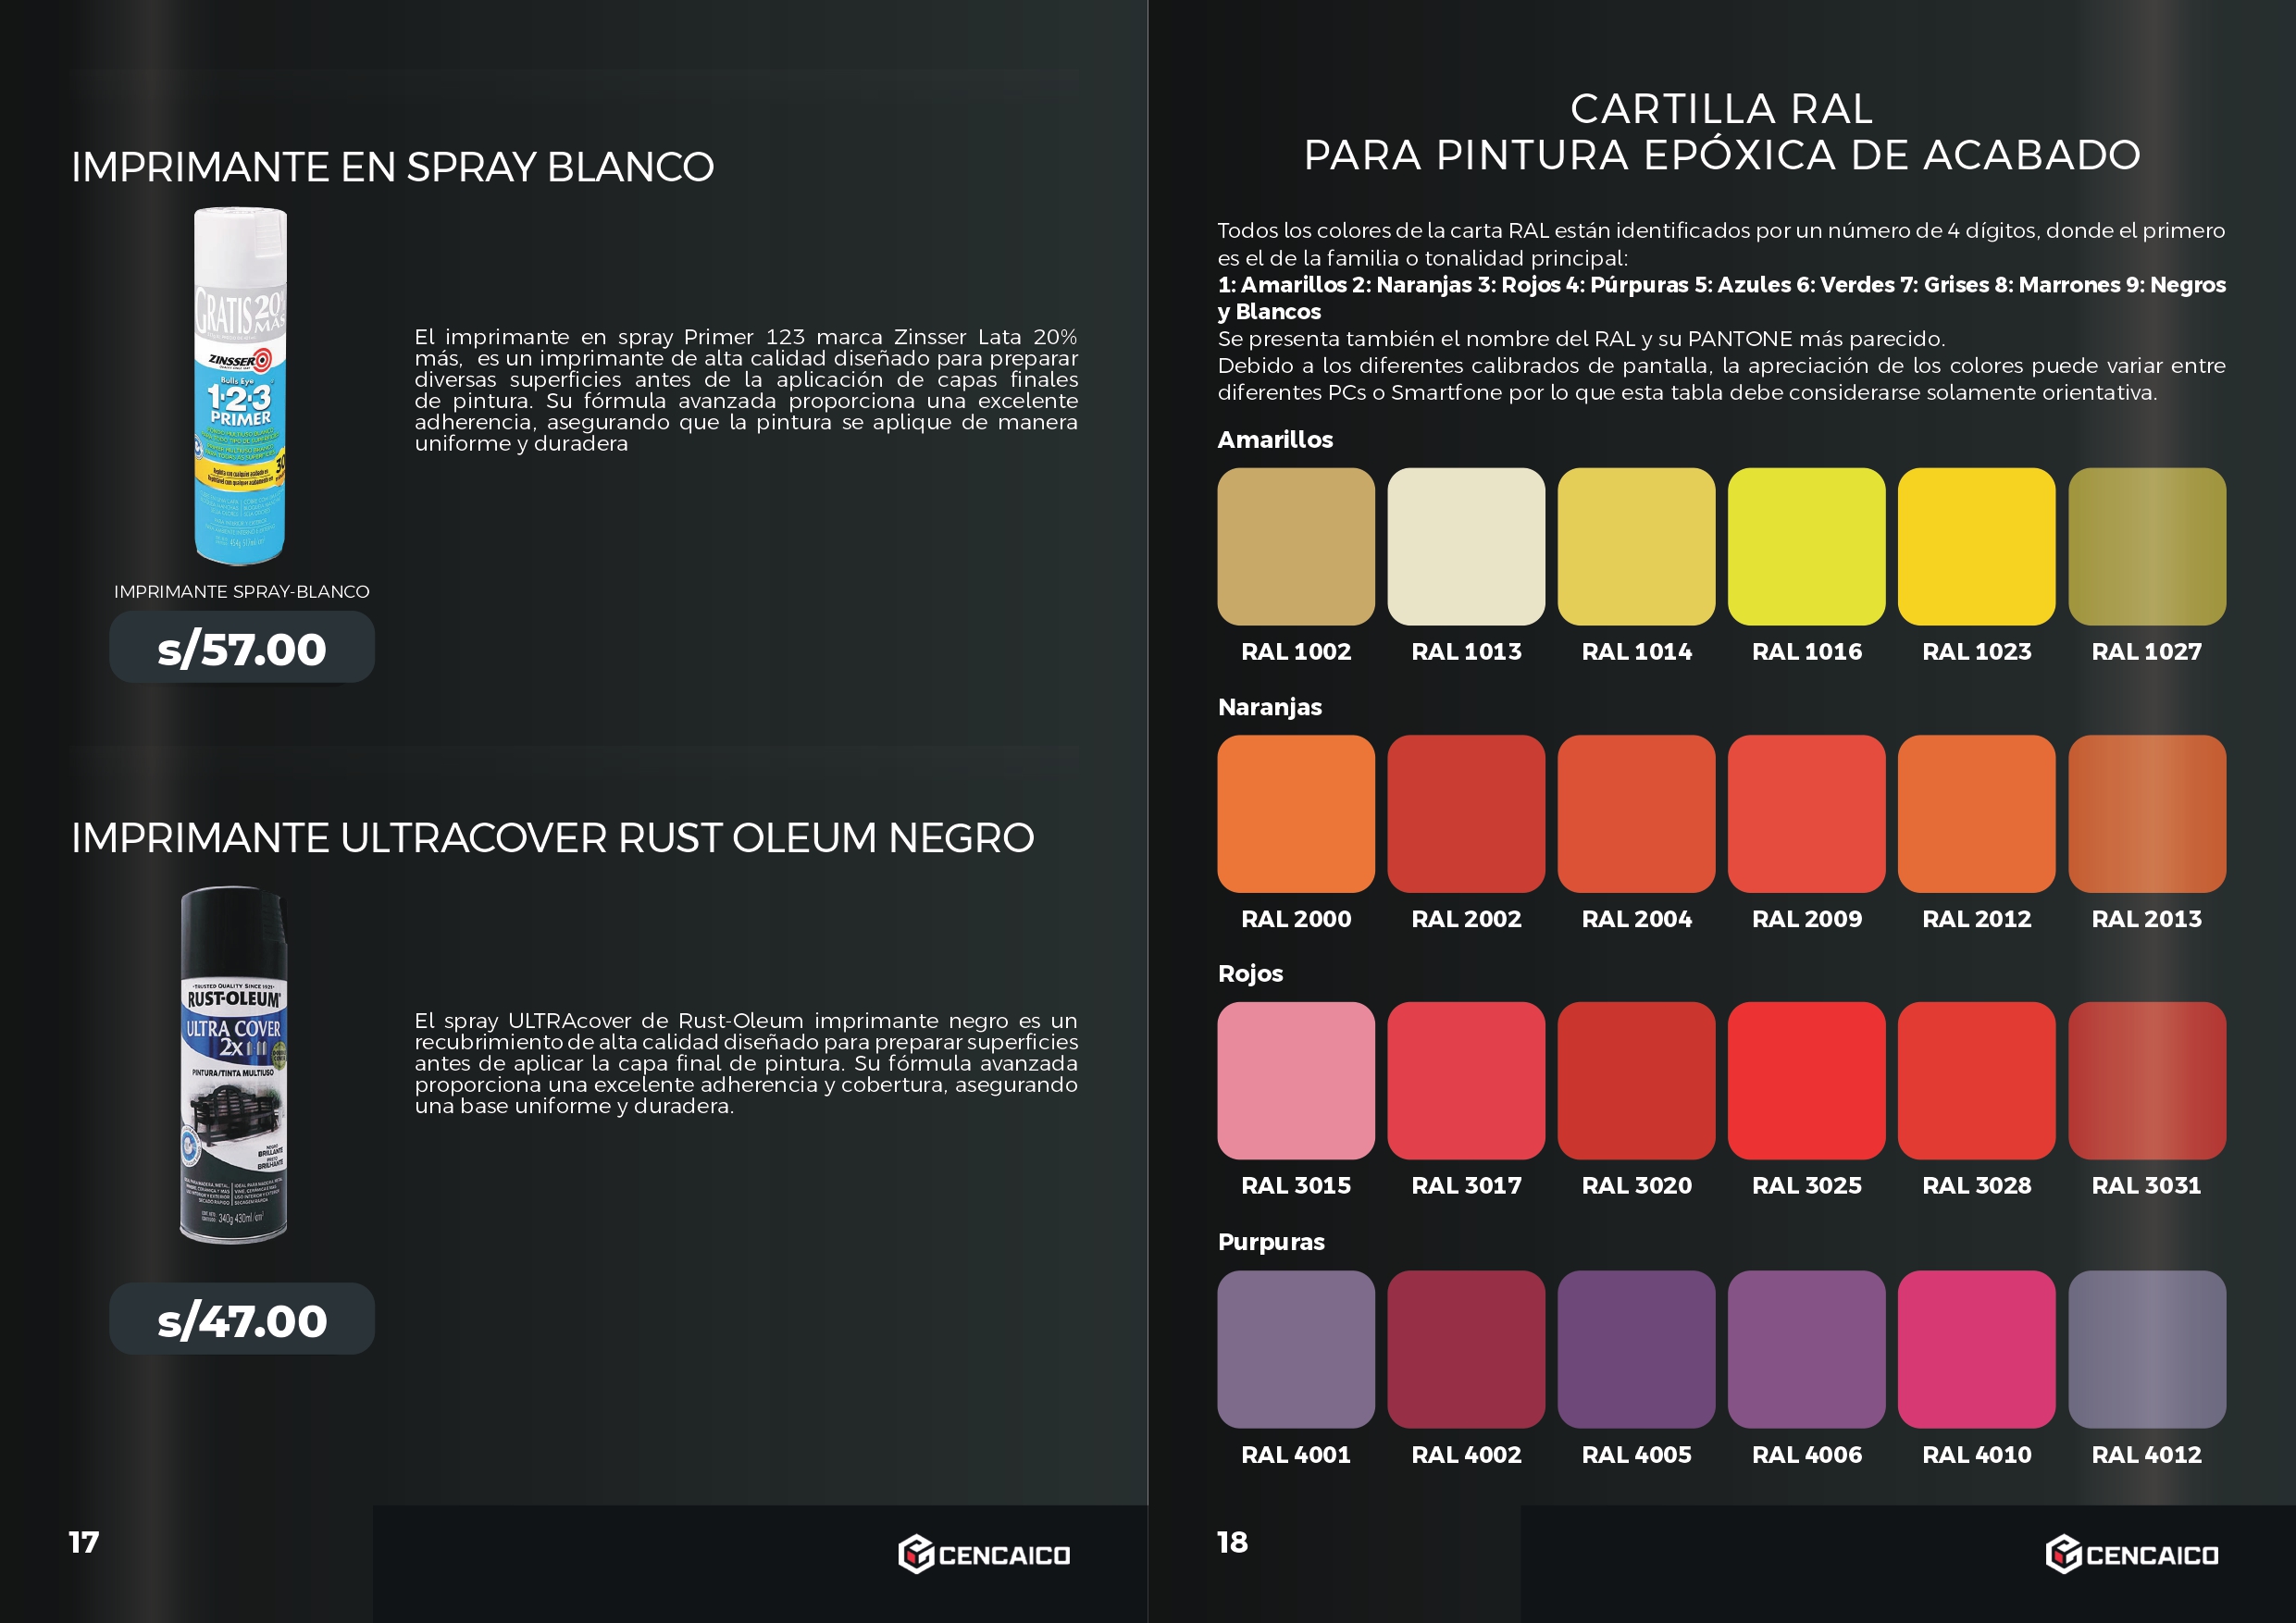 IMPRIMANTE EN SPRAY BLANCO
GRATIS 20%
MÁS
ZINSSER
Bulls Eye
1·2·3
PRIMER
El imprimante en spray Primer 123 marca Zinsser Lata 20%
más, es un imprimante de alta calidad diseñado para preparar
diversas superficies antes de la aplicación de capas finales
de pintura. Su fórmula avanzada proporciona una excelente
adherencia, asegurando que la pintura se aplique de manera
uniforme y duradera
IMPRIMANTE SPRAY-BLANCO
s/57.00
IMPRIMANTE ULTRACOVER RUST OLEUM NEGRO
TRUSTED QUALITY SINCE 1921
RUST-OLEUM
ULTRA COVER
2X
PINTURA/TINTA MULTIUSO
NEGRO
BRILLANTE
PRETO
BRILHANTE
340g 430ml/cm³
El spray ULTRAcover de Rust-Oleum imprimante negro es un
recubrimiento de alta calidad diseñado para preparar superficies
antes de aplicar la capa final de pintura. Su fórmula avanzada
proporciona una excelente adherencia y cobertura, asegurando
una base uniforme y duradera.
s/47.00
17
CENCAICO
CARTILLA RAL
PARA PINTURA EPÓXICA DE ACABADO
Todos los colores de la carta RAL están identificados por un número de 4 dígitos, donde el primero
es el de la familia o tonalidad principal:
1: Amarillos 2: Naranjas 3: Rojos 4: Púrpuras 5: Azules 6: Verdes 7: Grises 8: Marrones 9: Negros
y Blancos
Se presenta también el nombre del RAL y su PANTONE más parecido.
Debido a los diferentes calibrados de pantalla, la apreciación de los colores puede variar entre
diferentes PCs o Smartfone por lo que esta tabla debe considerarse solamente orientativa.
Amarillos
RAL 1002 RAL 1013 RAL 1014 RAL 1016 RAL 1023 RAL 1027
Naranjas
RAL 2000 RAL 2002 RAL 2004 RAL 2009 RAL 2012 RAL 2013
Rojos
RAL 3015 RAL 3017 RAL 3020 RAL 3025 RAL 3028 RAL 3031
Purpuras
RAL 4001 RAL 4002 RAL 4005 RAL 4006 RAL 4010 RAL 4012
18
CENCAICO